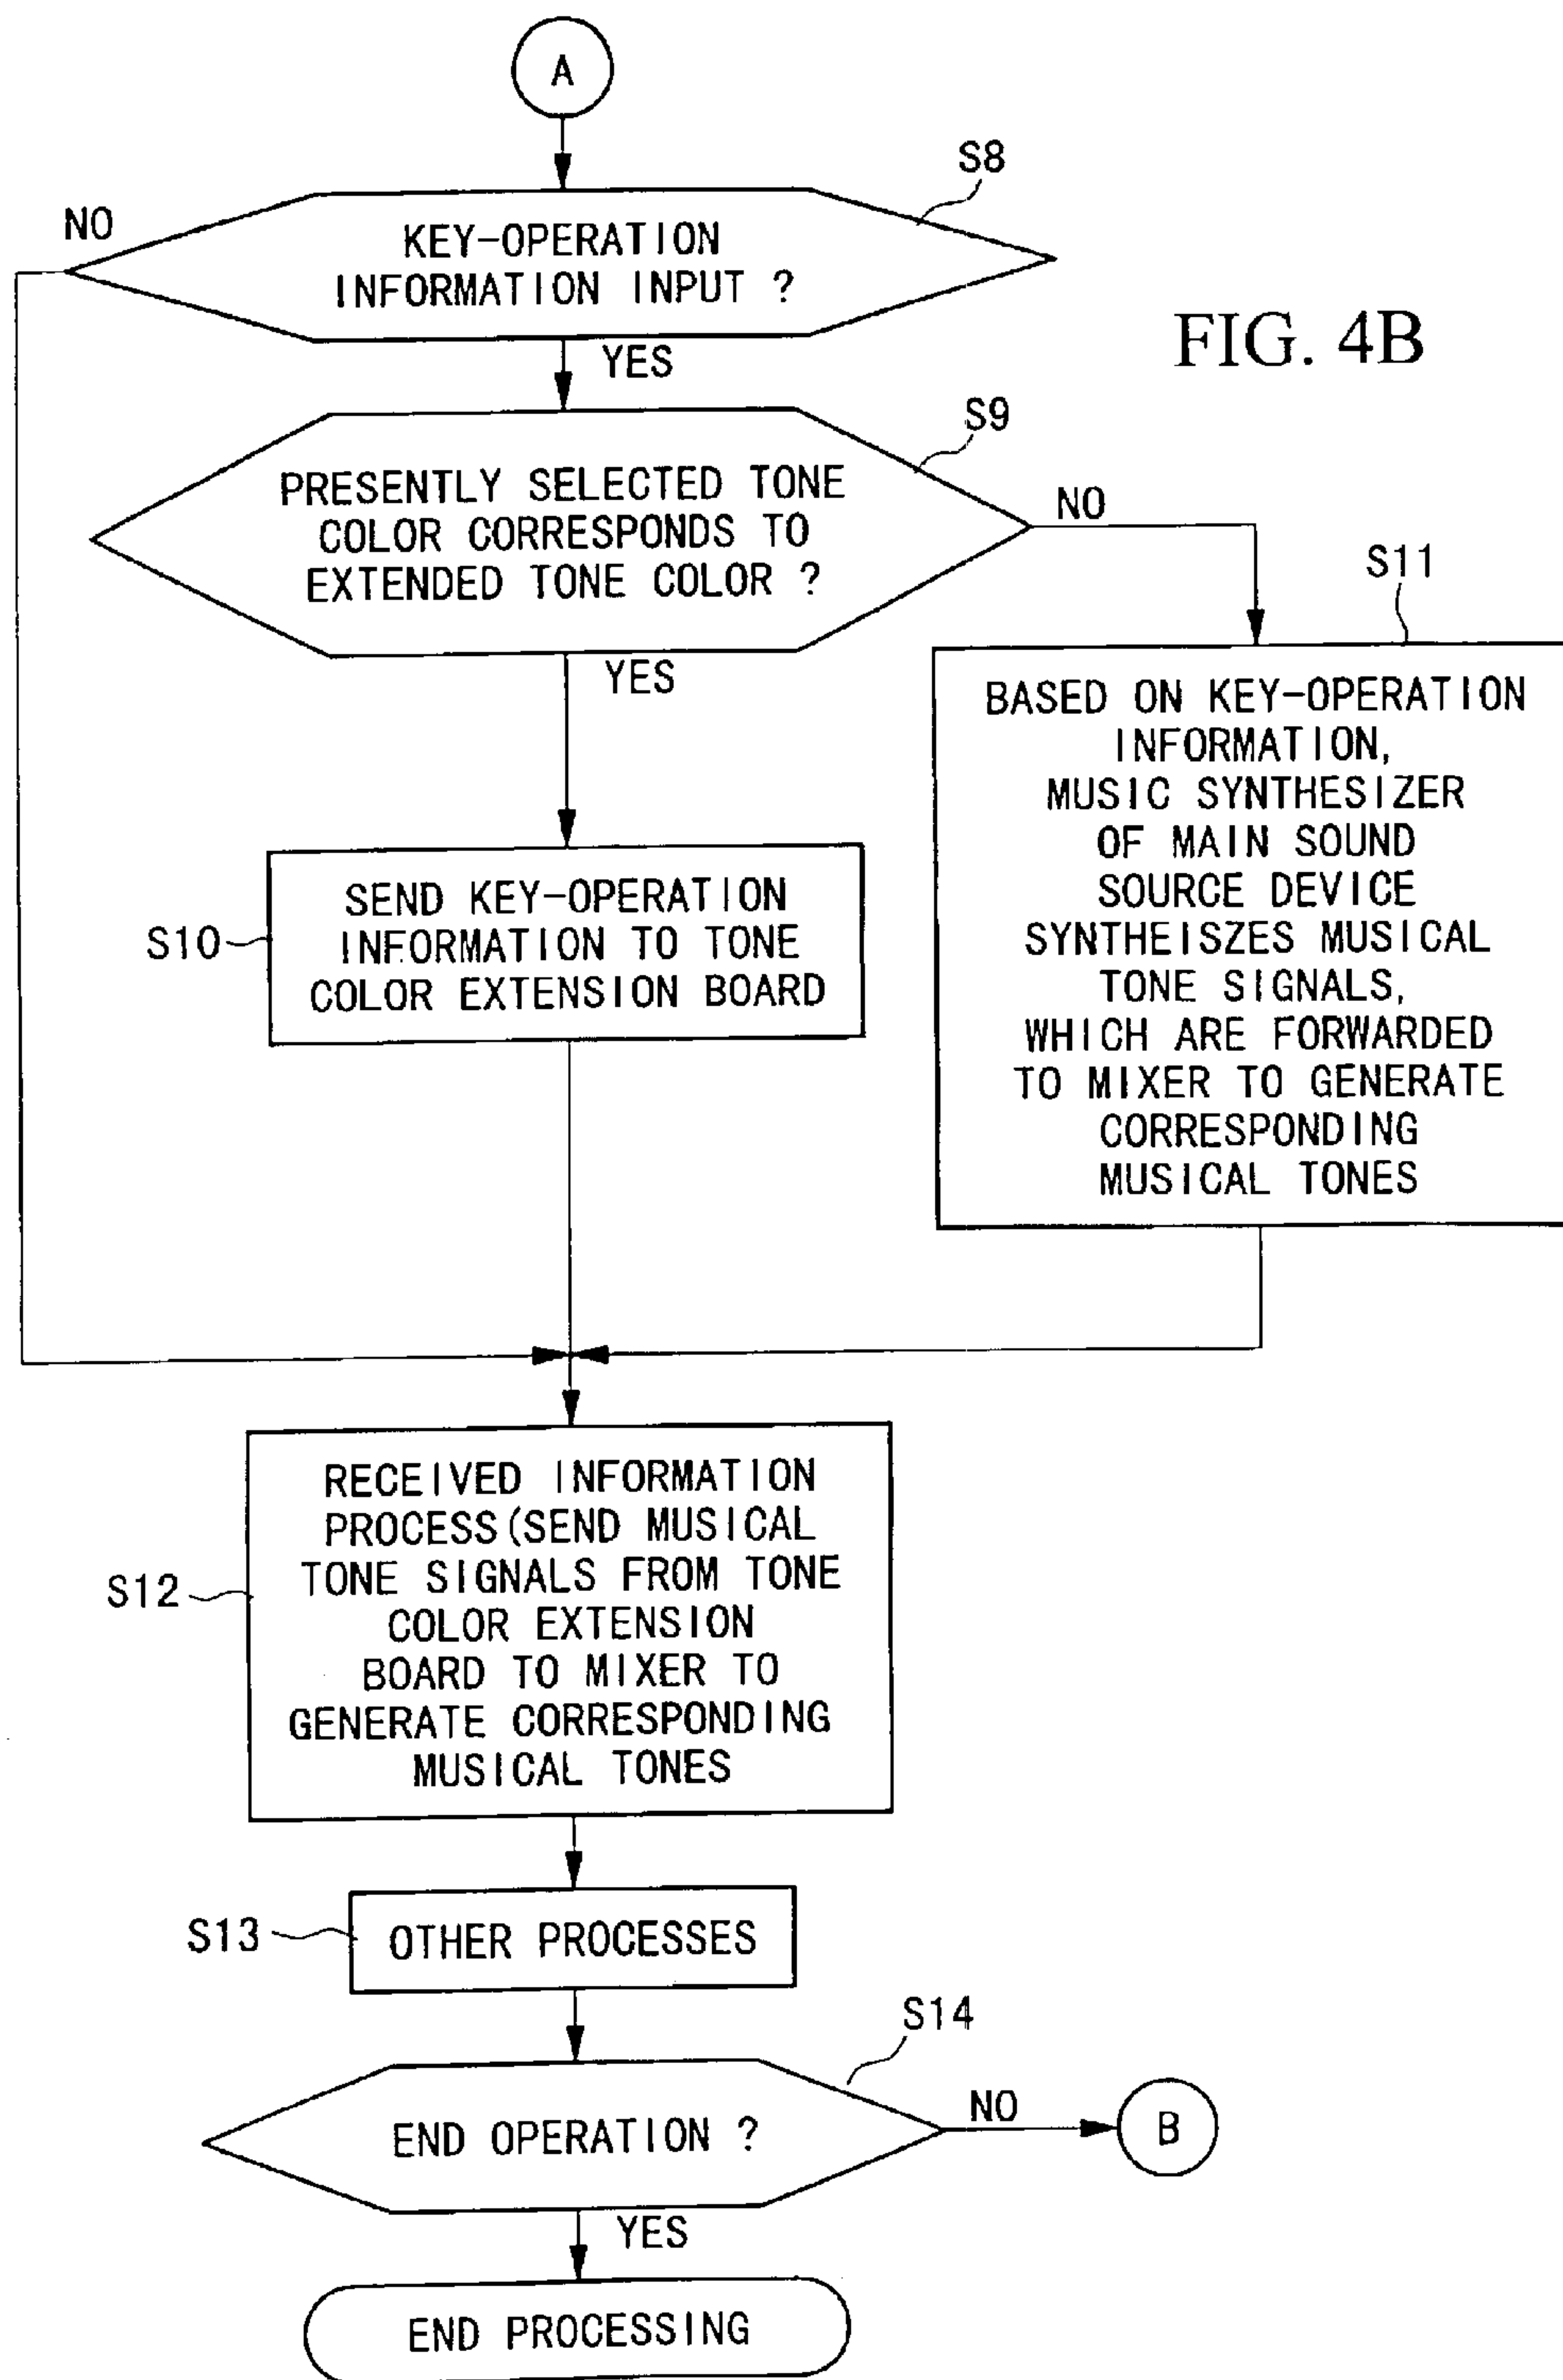 A
S8
NO
KEY-OPERATION
INFORMATION INPUT ?
FIG. 4B
YES
S9
PRESENTLY SELECTED TONE
COLOR CORRESPONDS TO
EXTENDED TONE COLOR ?
NO
S11
YES
BASED ON KEY-OPERATION
INFORMATION,
MUSIC SYNTHESIZER
OF MAIN SOUND
SOURCE DEVICE
SYNTHEISZES MUSICAL
TONE SIGNALS,
WHICH ARE FORWARDED
TO MIXER TO GENERATE
CORRESPONDING
MUSICAL TONES
S10
SEND KEY-OPERATION
INFORMATION TO TONE
COLOR EXTENSION BOARD
S12
RECEIVED INFORMATION
PROCESS(SEND MUSICAL
TONE SIGNALS FROM TONE
COLOR EXTENSION
BOARD TO MIXER TO
GENERATE CORRESPONDING
MUSICAL TONES
S13
OTHER PROCESSES
S14
END OPERATION ?
NO
B
YES
END PROCESSING